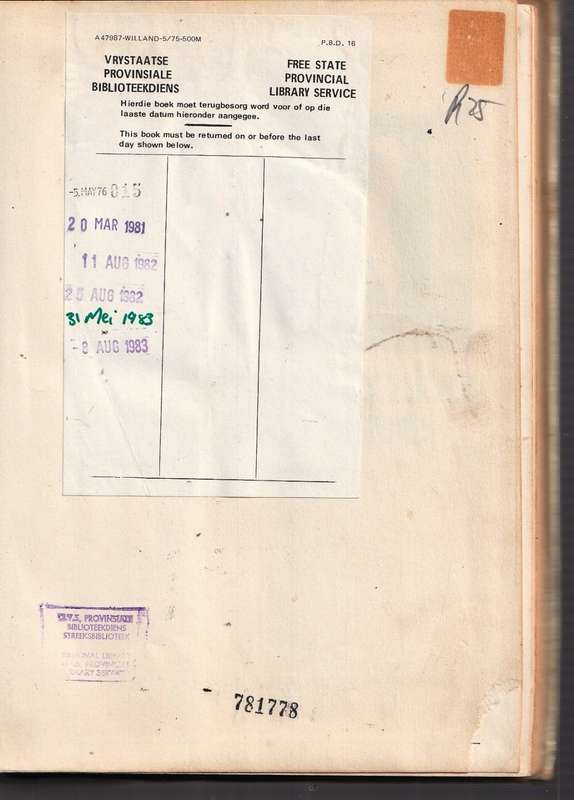 A47987-WILLAND-5/75-500M
P.B.D. 16
VRYSTAATSE
PROVINSIALE
BIBLIOTEEKDIENS
FREE STATE
PROVINCIAL
LIBRARY SERVICE
Hierdie boek moet terugbesorg word voor of op die
laaste datum hieronder aangegee.
This book must be returned on or before the last
day shown below.
-5. MAY 76 015
20 MAR 1981
11 AUG 1982
25 AUG 1982
31 Mei 1983
-8 AUG 1983
R25
PROVINSIALE
BIBLIOTEEKDIENS
STREEKSBIBLIOTEEK
781778